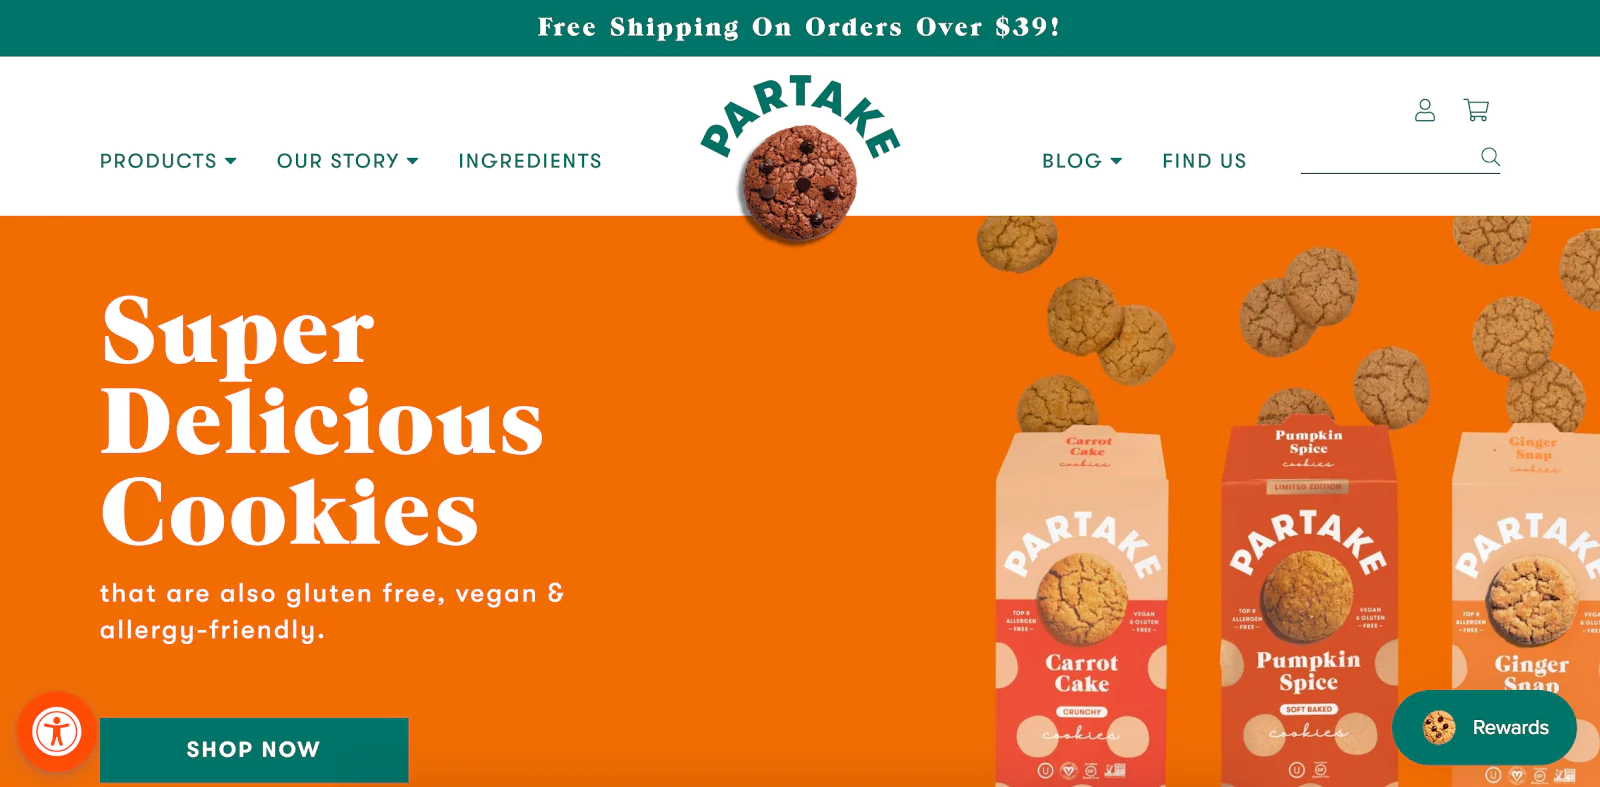 Free Shipping On Orders Over $39!
PARTAKE
PRODUCTS
OUR STORY
INGREDIENTS
BLOG
FIND US
Super
Delicious
Cookies
that are also gluten free, vegan &
allergy-friendly.
SHOP NOW
Carrot
Cake
cookies
PARTAKE
TOP 9
ALLERGEN
- FREE -
VEGAN
& GLUTEN
- FREE -
Carrot
Cake
CRUNCHY
cookies
Pumpkin
Spice
cookies
LIMITED EDITION
PARTAKE
TOP 9
ALLERGEN
- FREE -
VEGAN
& GLUTEN
- FREE -
Pumpkin
Spice
SOFT BAKED
cookies
Ginger
Snap
cookies
PARTAKE
TOP 9
ALLERGEN
- FREE -
Ginger
Snap
Rewards